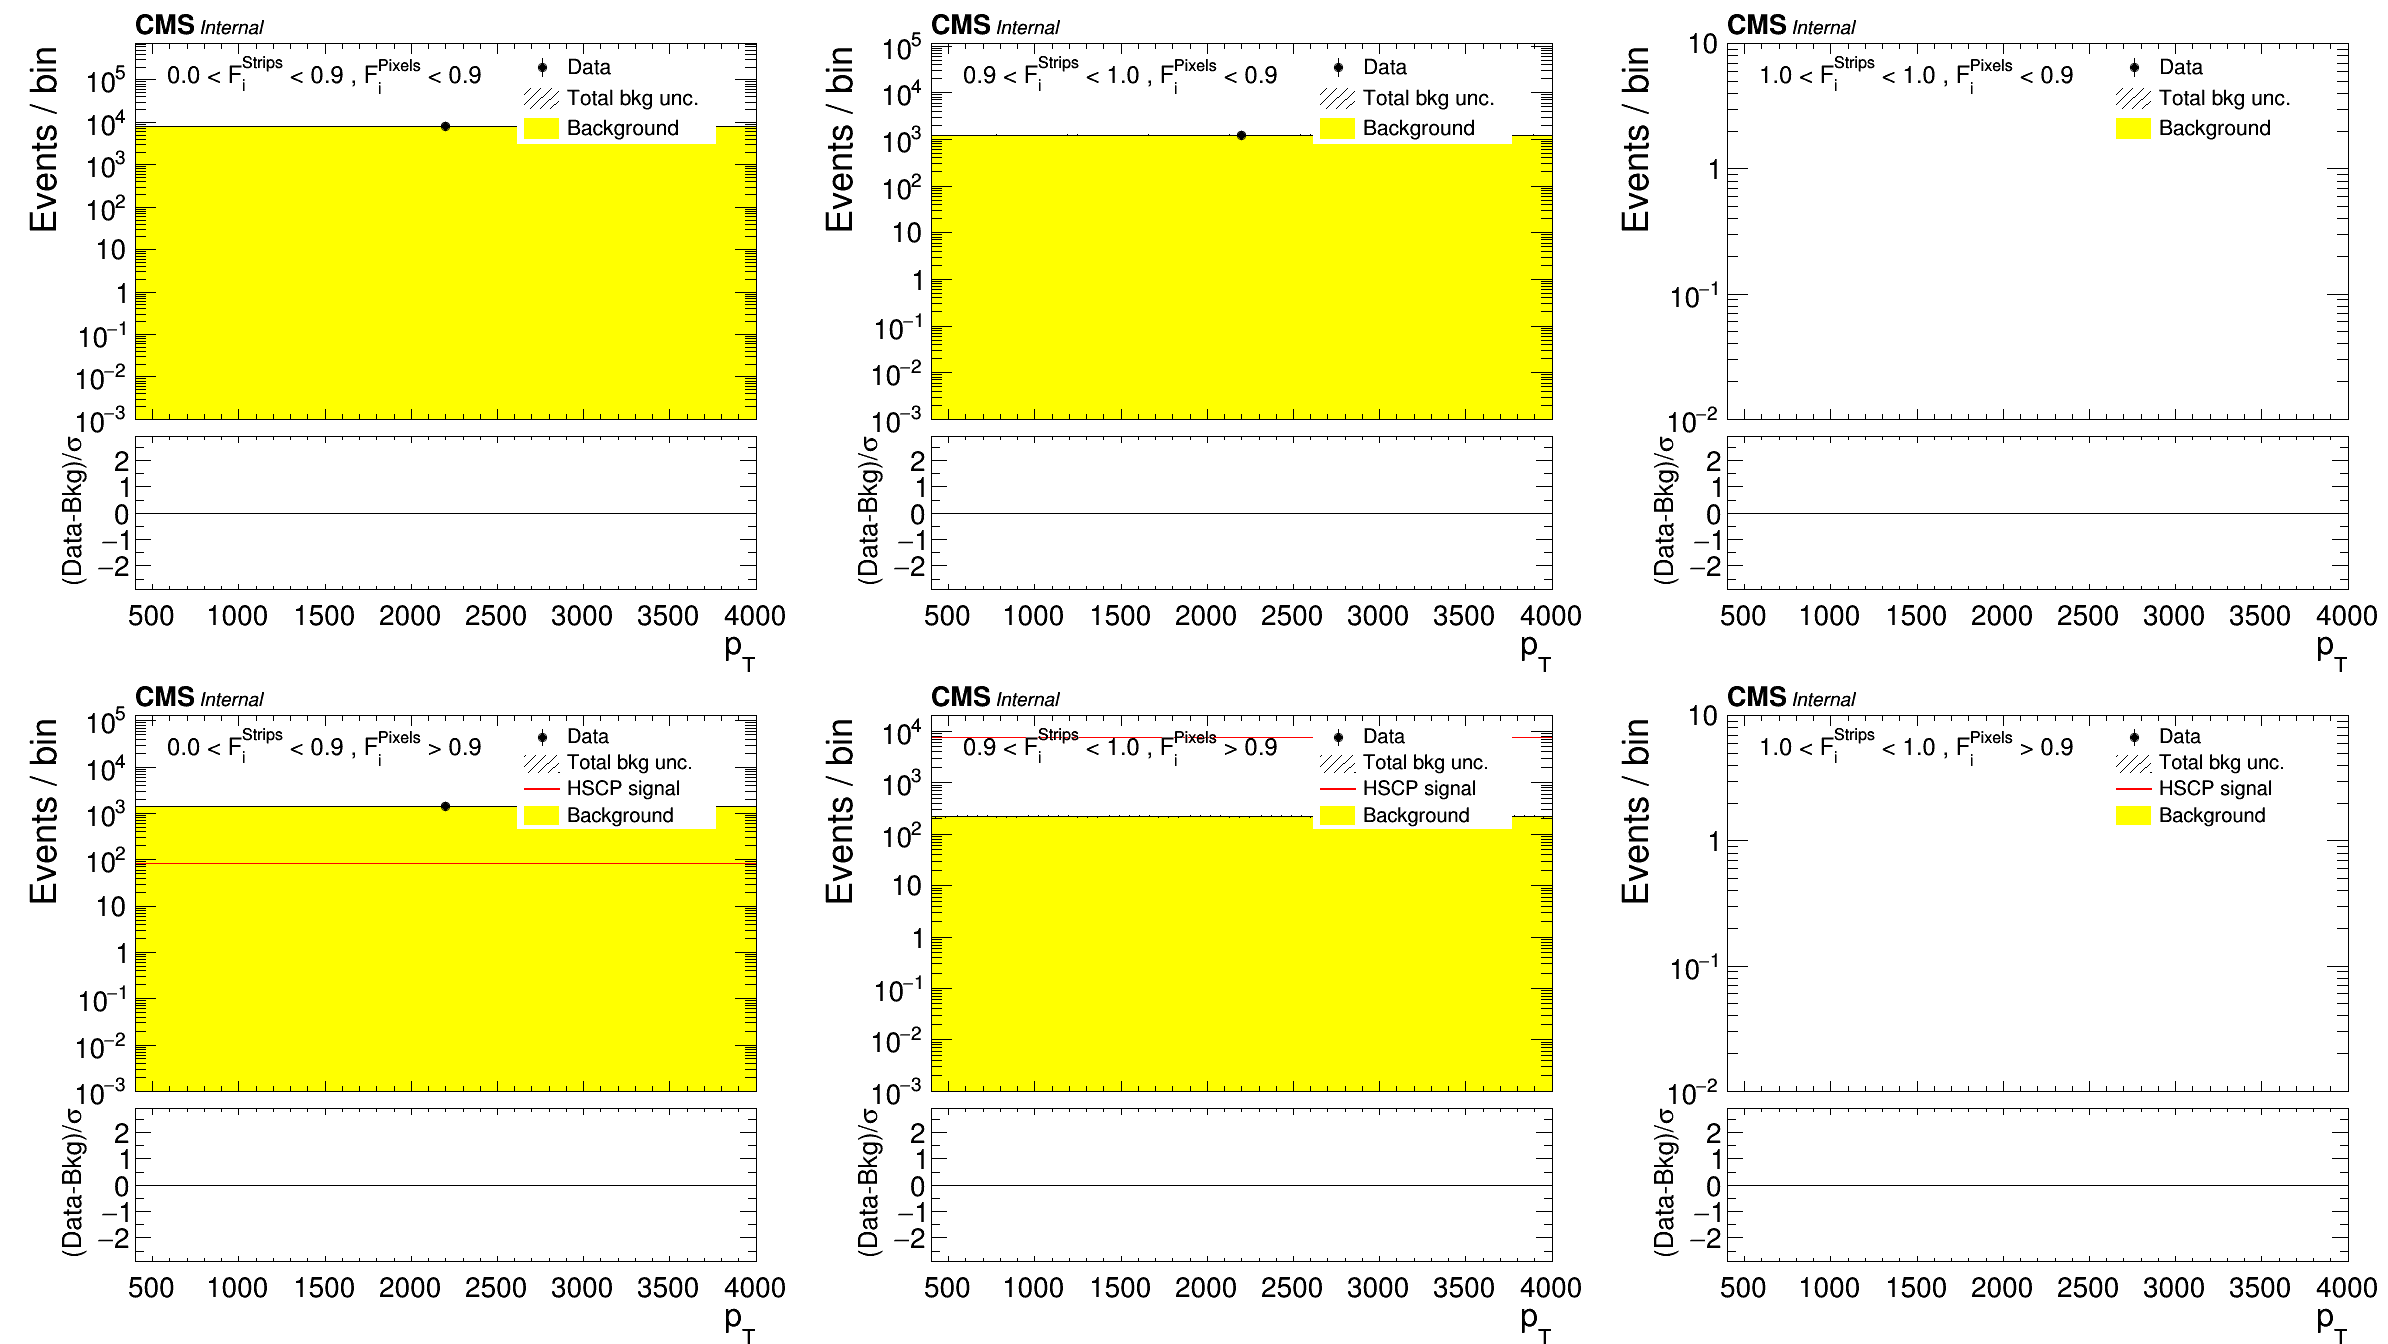 CMS Internal
Events / bin
0.0 < F_i^Strips < 0.9 , F_i^Pixels < 0.9
Data
Total bkg unc.
Background
10^5
10^4
10^3
10^2
10
1
10^−1
10^−2
10^−3
(Data-Bkg)/σ
2
1
0
−1
−2
500 1000 1500 2000 2500 3000 3500 4000
p_T
CMS Internal
Events / bin
0.9 < F_i^Strips < 1.0 , F_i^Pixels < 0.9
Data
Total bkg unc.
Background
10^5
10^4
10^3
10^2
10
1
10^−1
10^−2
10^−3
(Data-Bkg)/σ
2
1
0
−1
−2
500 1000 1500 2000 2500 3000 3500 4000
p_T
CMS Internal
Events / bin
1.0 < F_i^Strips < 1.0 , F_i^Pixels < 0.9
Data
Total bkg unc.
Background
10
1
10^−1
10^−2
(Data-Bkg)/σ
2
1
0
−1
−2
500 1000 1500 2000 2500 3000 3500 4000
p_T
CMS Internal
Events / bin
0.0 < F_i^Strips < 0.9 , F_i^Pixels > 0.9
Data
Total bkg unc.
HSCP signal
Background
10^5
10^4
10^3
10^2
10
1
10^−1
10^−2
10^−3
(Data-Bkg)/σ
2
1
0
−1
−2
500 1000 1500 2000 2500 3000 3500 4000
p_T
CMS Internal
Events / bin
0.9 < F_i^Strips < 1.0 , F_i^Pixels > 0.9
Data
Total bkg unc.
HSCP signal
Background
10^4
10^3
10^2
10
1
10^−1
10^−2
10^−3
(Data-Bkg)/σ
2
1
0
−1
−2
500 1000 1500 2000 2500 3000 3500 4000
p_T
CMS Internal
Events / bin
1.0 < F_i^Strips < 1.0 , F_i^Pixels > 0.9
Data
Total bkg unc.
HSCP signal
Background
10
1
10^−1
10^−2
(Data-Bkg)/σ
2
1
0
−1
−2
500 1000 1500 2000 2500 3000 3500 4000
p_T